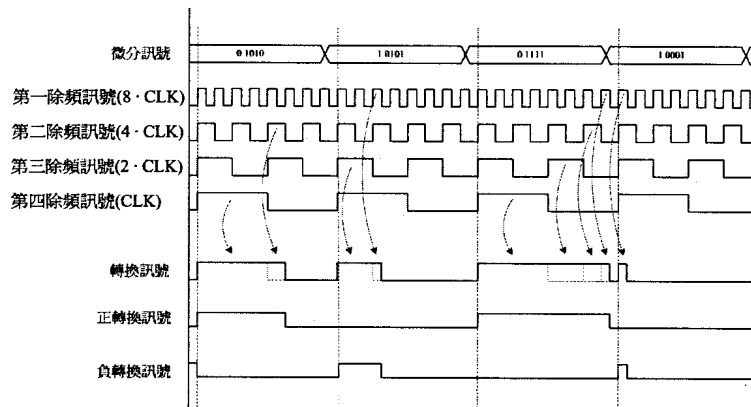 微分訊號
0 1010 1 0101 0 1111 1 0001
第一除頻訊號(8 · CLK)
第二除頻訊號(4 · CLK)
第三除頻訊號(2 · CLK)
第四除頻訊號(CLK)
轉換訊號
正轉換訊號
負轉換訊號